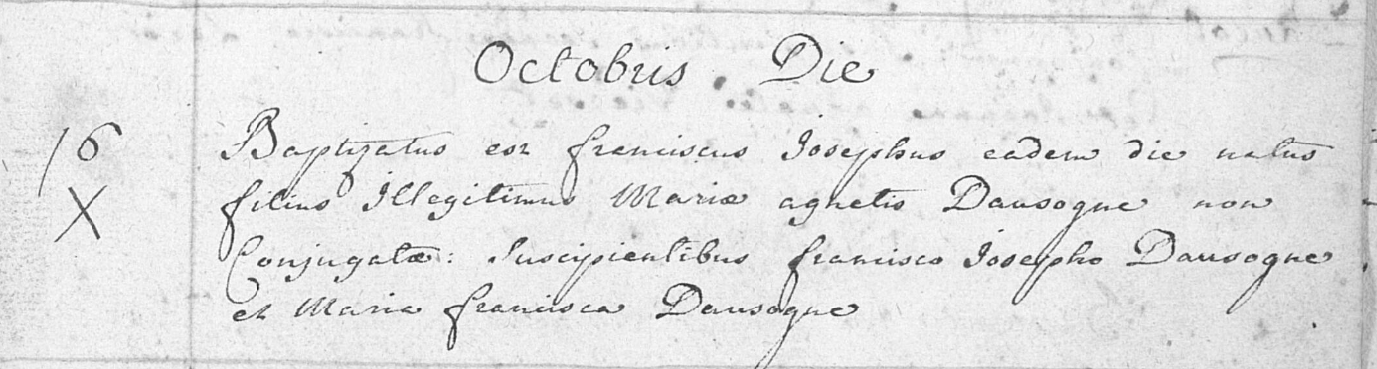 Octobris Die
16 Baptizatus est franciscus Josephus eadem die natus
X filius Illegitimus Mariæ agnetis Dausogne non
Conjugatæ: Suscipientibus francisco Josepho Dausogne
et Maria francisca Dausogne